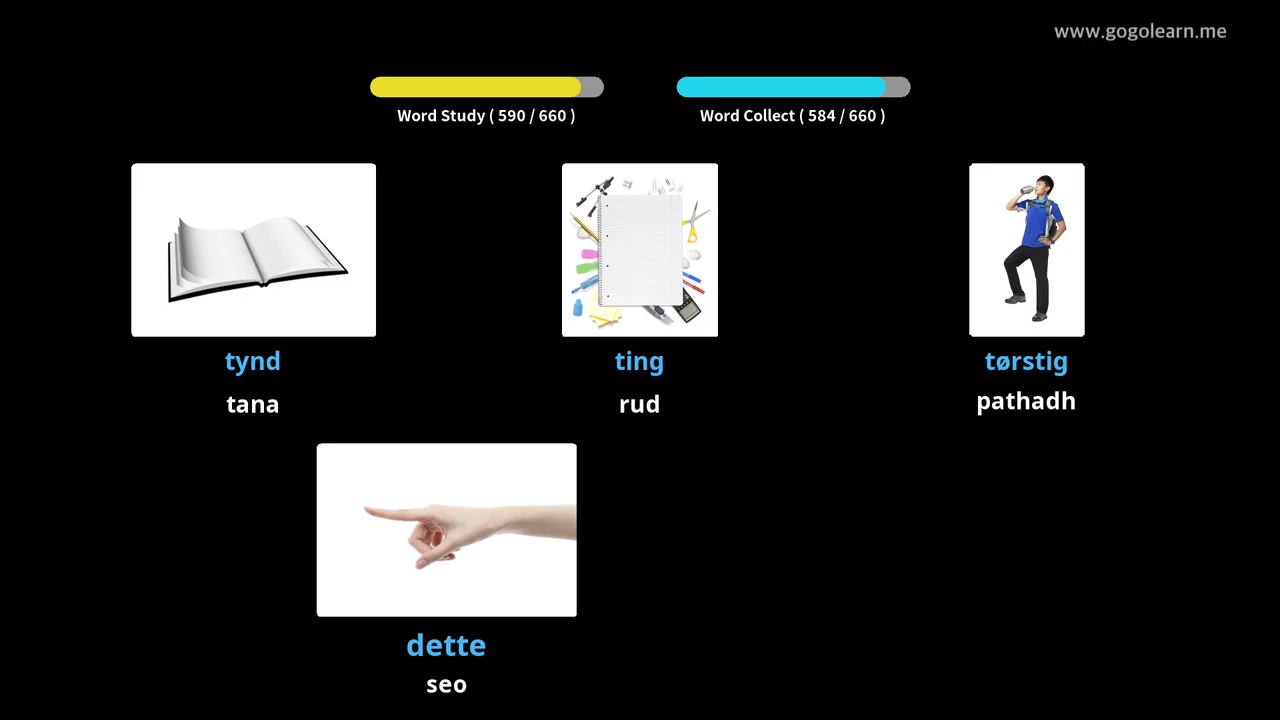 www.gogolearn.me
Word Study ( 590 / 660 )
Word Collect ( 584 / 660 )
tynd
ting
tørstig
tana
rud
pathadh
dette
seo